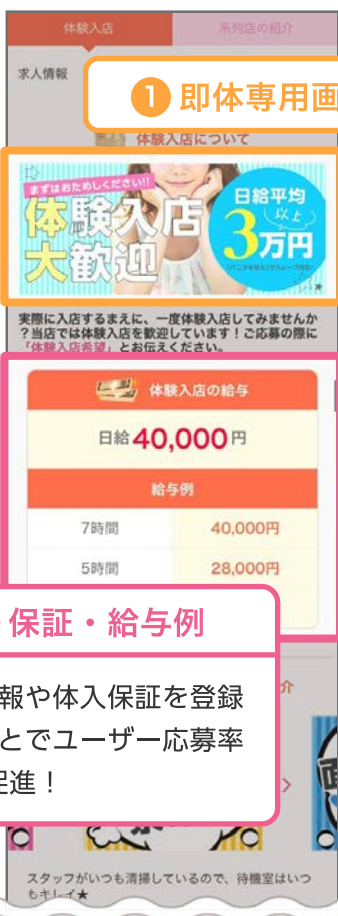 体験入店
系列店の紹介
求人情報
1 即体専用画
体験入店について
まずはおためしください!!
体験入店
大歓迎
日給平均
以上
3万円
実際に入店するまえに、一度体験入店してみませんか
?当店では体験入店を歓迎しています！ご応募の際に
「体験入店希望」とお伝えください。
体験入店の給与
日給40,000円
給与例
7時間 40,000円
5時間 28,000円
保証・給与例
報や体入保証を登録
とでユーザー応募率
促進！
介
スタッフがいつも清掃しているので、待機室はいつ
もキレイ★